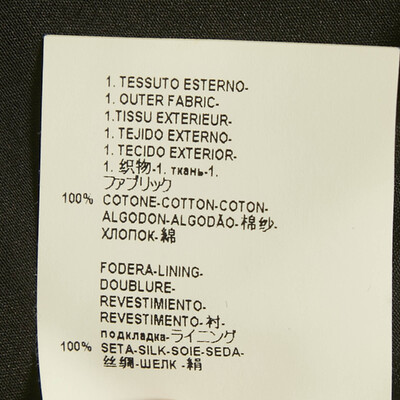 1. TESSUTO ESTERNO-
1. OUTER FABRIC-
1.TISSU EXTERIEUR-
1. TEJIDO EXTERNO-
1. TECIDO EXTERIOR-
1. 织物-1. ткань-1.
ファブリック
100% COTONE-COTTON-COTON-
ALGODON-ALGODÃO-棉纱-
ХЛОПОК-綿
FODERA-LINING-
DOUBLURE-
REVESTIMIENTO-
REVESTIMENTO-衬-
подкладка-ライニング
100% SETA-SILK-SOIE-SEDA-
丝绸-ШЕЛК -絹